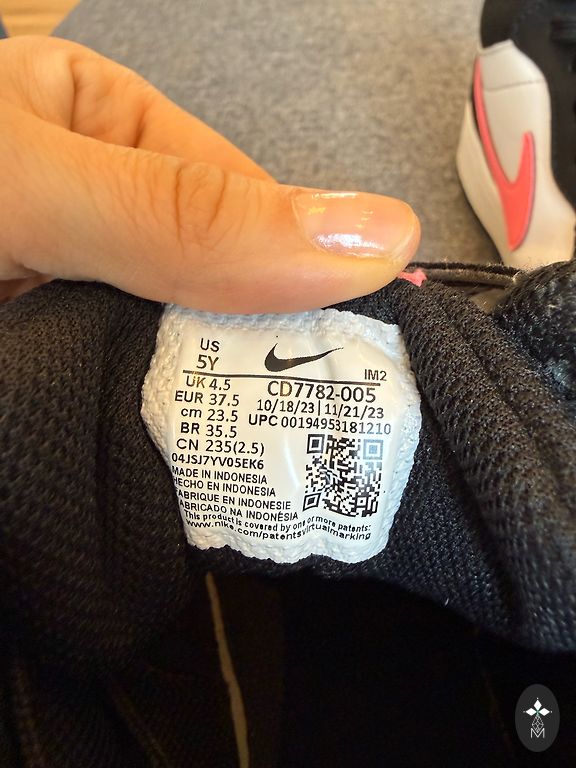 US
5Y
IM2
UK 4.5
CD7782-005
EUR 37.5
10/18/23 | 11/21/23
cm 23.5
UPC 00194953181210
BR 35.5
CN 235(2.5)
04JSJ7YV05EK6
MADE IN INDONESIA
HECHO EN INDONESIA
FABRIQUE EN INDONESIE
FABRICADO NA INDONÉSIA
This product is covered by one or more patents:
www.nike.com/patentsvirtualmarking
M